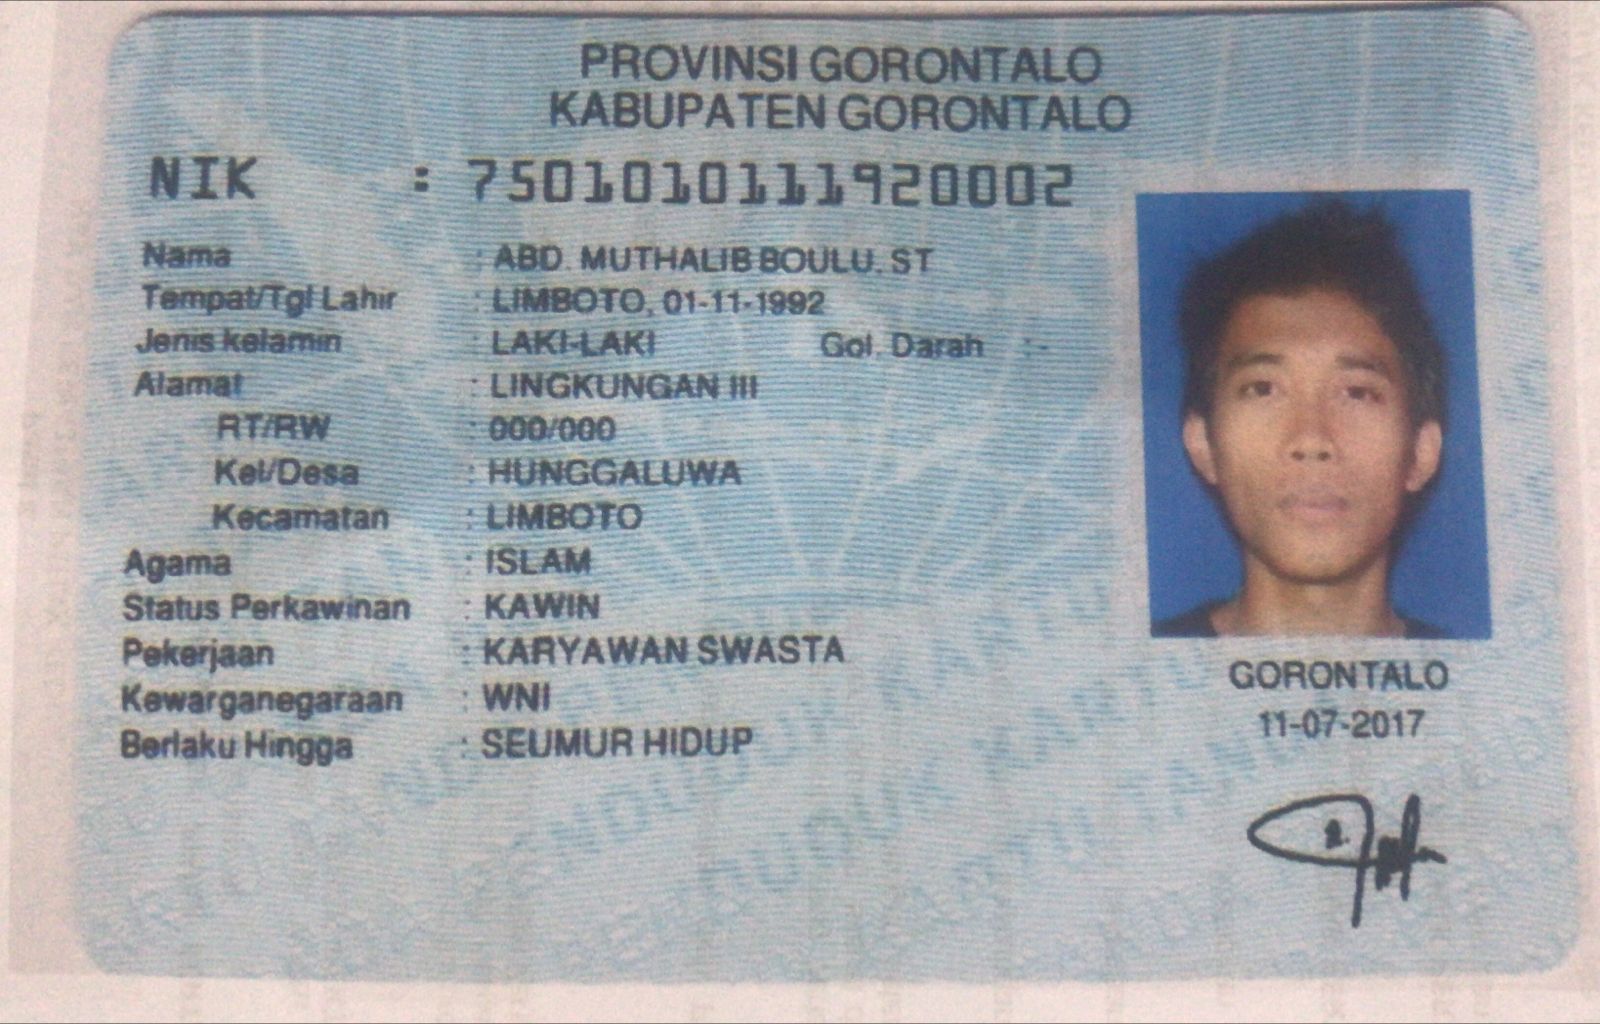 PROVINSI GORONTALO
KABUPATEN GORONTALO
NIK : 7501010111920002
Nama : ABD. MUTHALIB BOULU. ST
Tempat/Tgl Lahir : LIMBOTO, 01-11-1992
Jenis kelamin : LAKI-LAKI Gol. Darah :-
Alamat : LINGKUNGAN III
RT/RW : 000/000
Kel/Desa : HUNGGALUWA
Kecamatan : LIMBOTO
Agama : ISLAM
Status Perkawinan : KAWIN
Pekerjaan : KARYAWAN SWASTA
Kewarganegaraan : WNI
Berlaku Hingga : SEUMUR HIDUP
GORONTALO
11-07-2017